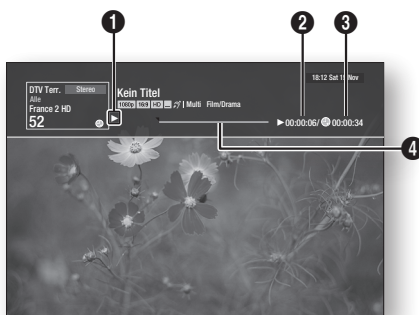 1
2
3
18:12 Sat 15 Nov
DTV Terr. Stereo
Alle
France 2 HD
52
Kein Titel
1080p 16:9 HD Multi Film/Drama
00:00:06/ 00:00:34
4